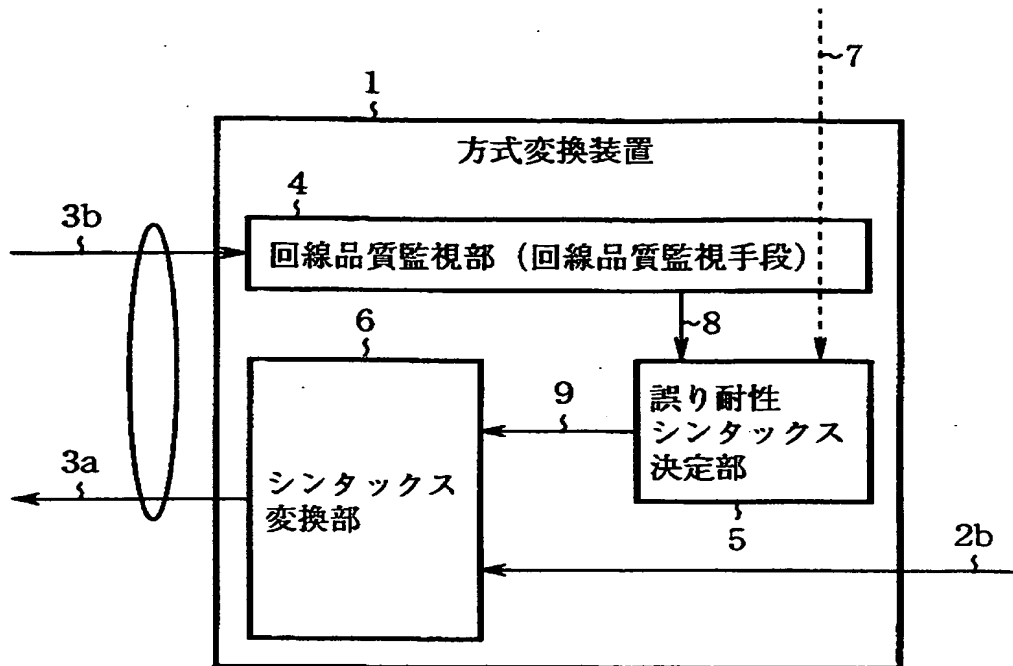 7
1
方式変換装置
4
3b
回線品質監視部（回線品質監視手段）
8
6
誤り耐性
シンタックス
決定部
9
3a
シンタックス
変換部
5
2b